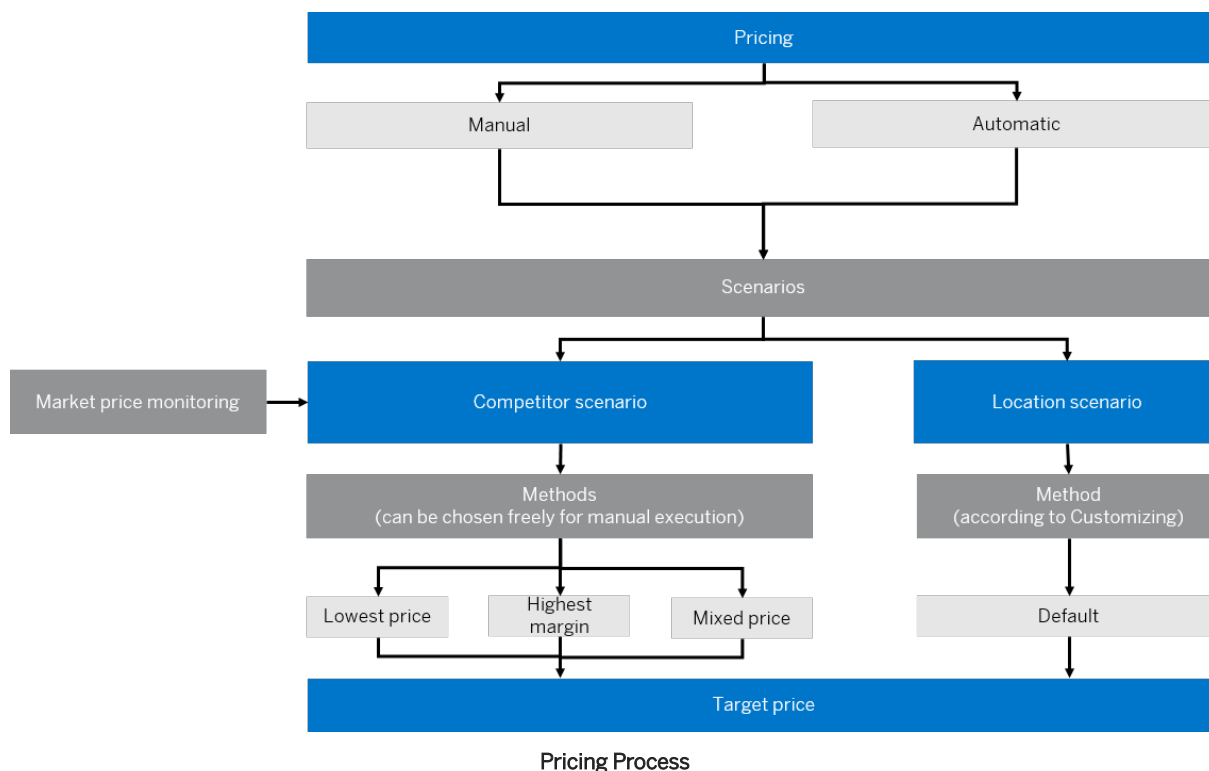 Pricing
Manual
Automatic
Scenarios
Market price monitoring
Competitor scenario
Location scenario
Methods
(can be chosen freely for manual execution)
Method
(according to Customizing)
Lowest price
Highest
margin
Mixed price
Default
Target price
Pricing Process